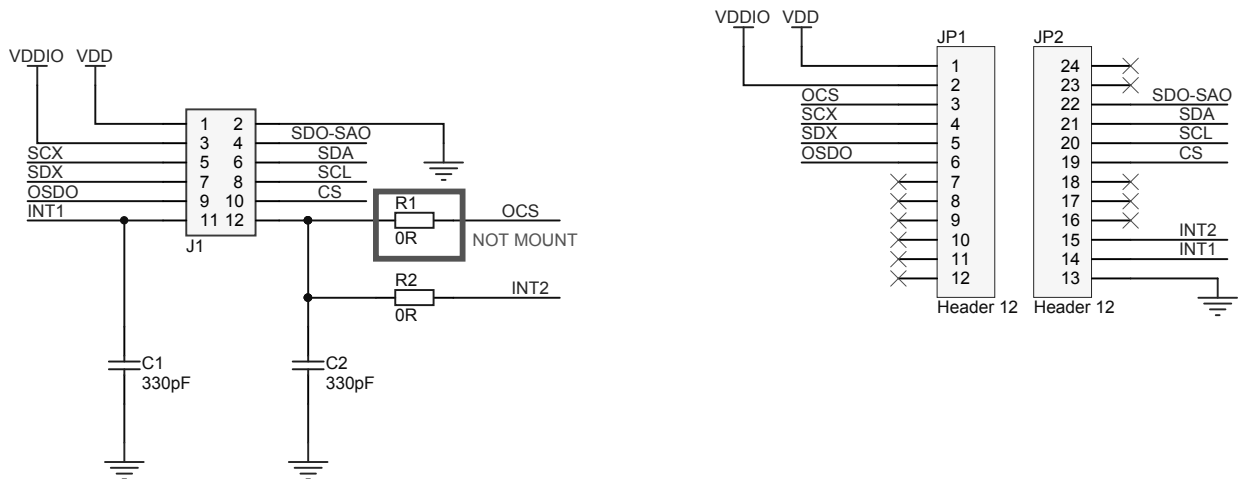 VDDIO VDD
1 2
3 4 SDO-SAO
SCX 5 6 SDA
SDX 7 8 SCL
OSDO 9 10 CS
INT1 11 12
J1
R1
0R
OCS
NOT MOUNT
R2
0R
INT2
C1
330pF
C2
330pF
VDDIO VDD
JP1
1
2
OCS 3
SCX 4
SDX 5
OSDO 6
7
8
9
10
11
12
Header 12
JP2
24
23
22 SDO-SAO
21 SDA
20 SCL
19 CS
18
17
16
15 INT2
14 INT1
13
Header 12